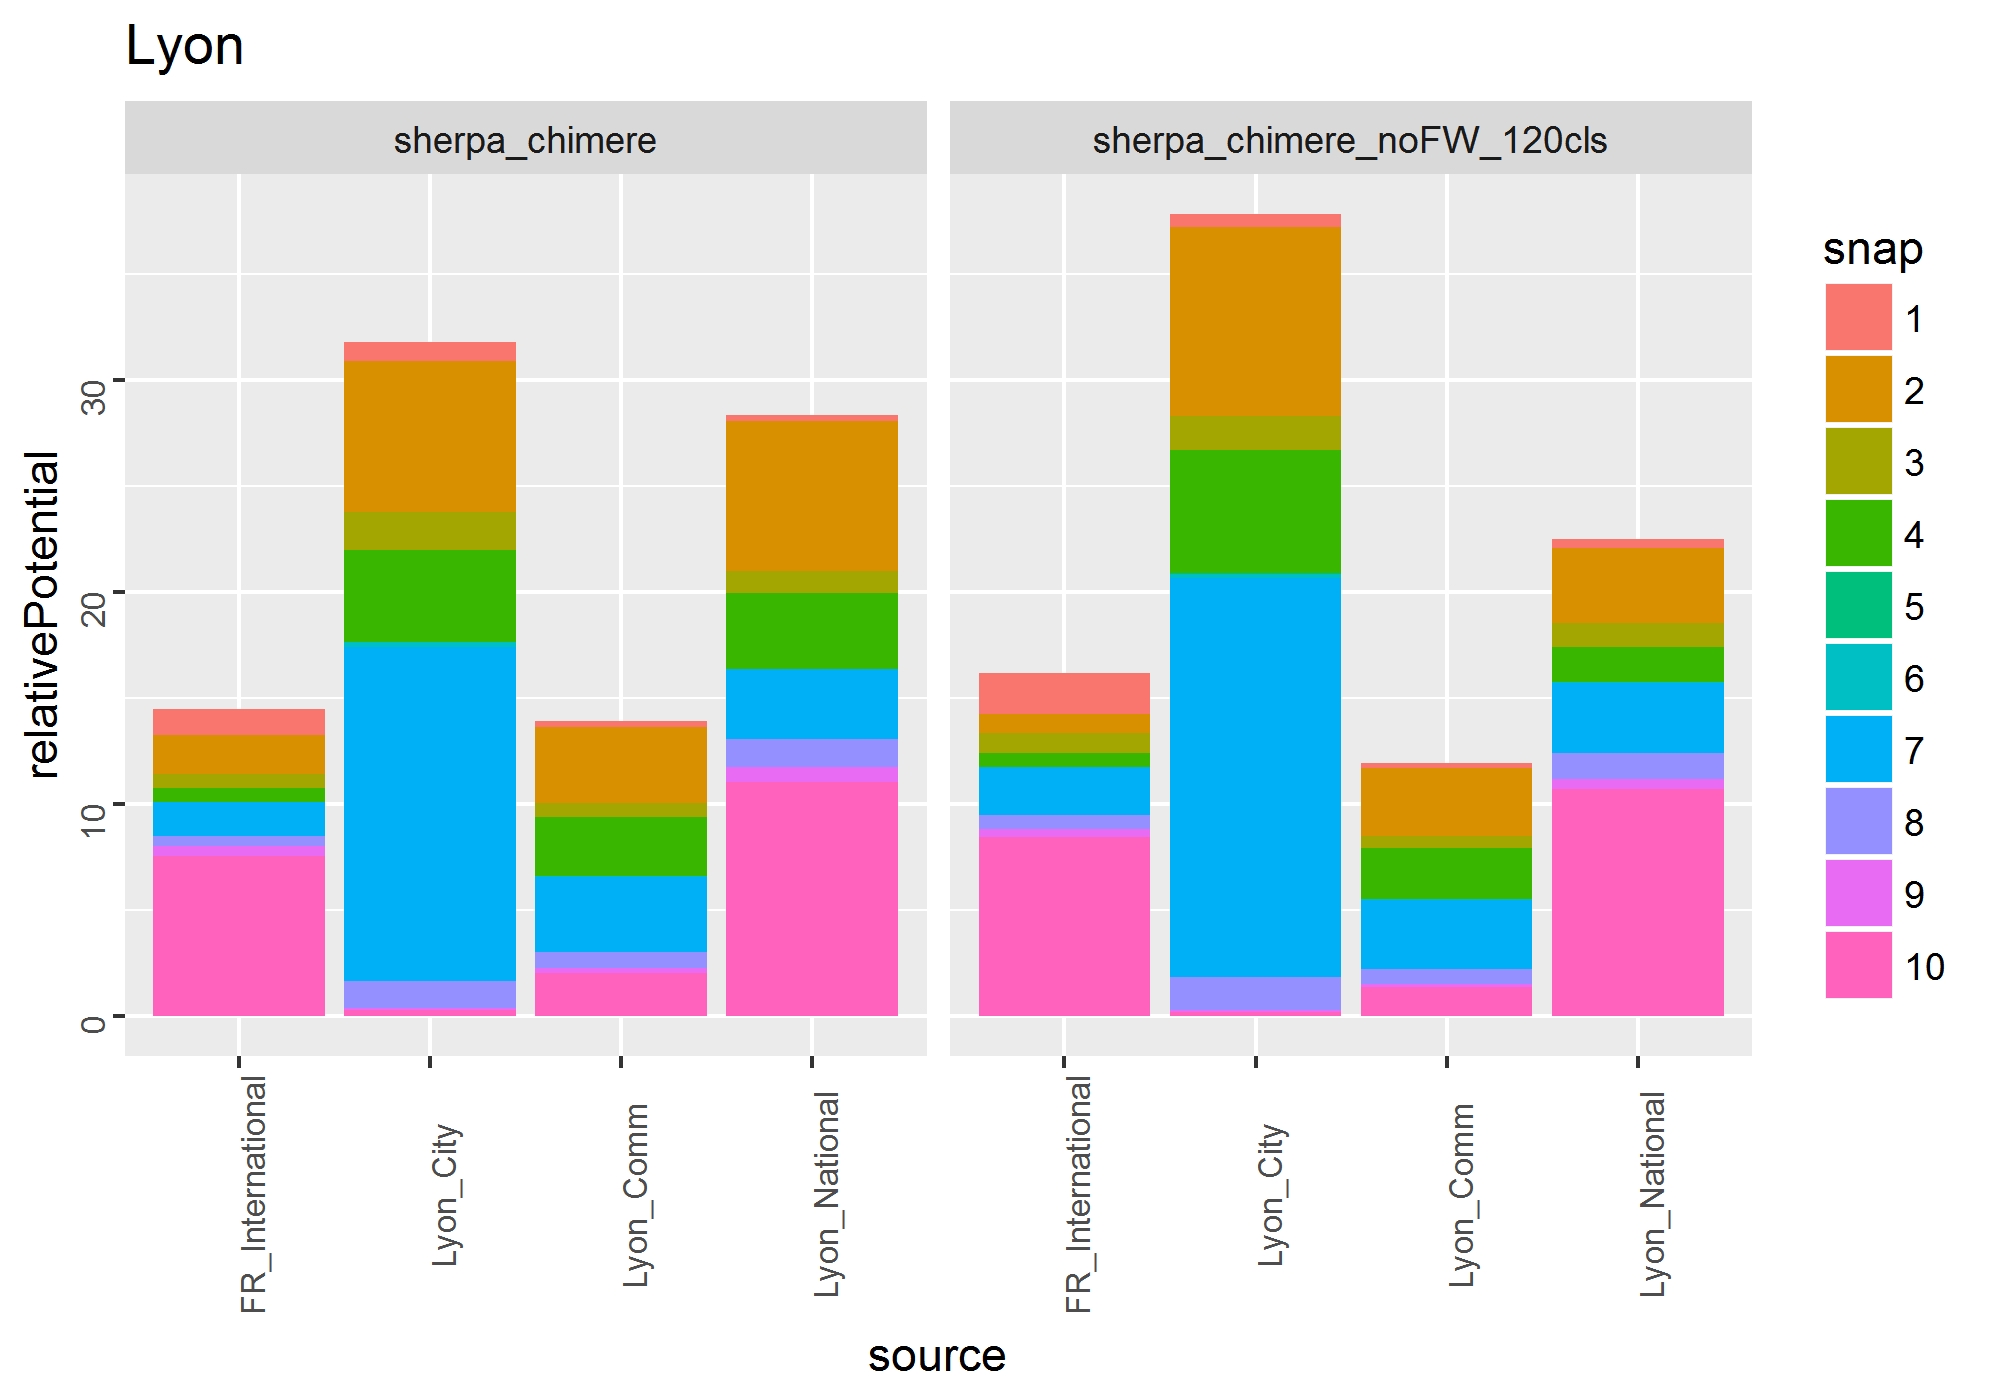 Lyon
sherpa_chimere
sherpa_chimere_noFW_120cls
relativePotential
30
20
10
0
FR_International
Lyon_City
Lyon_Comm
Lyon_National
FR_International
Lyon_City
Lyon_Comm
Lyon_National
source
snap
1
2
3
4
5
6
7
8
9
10